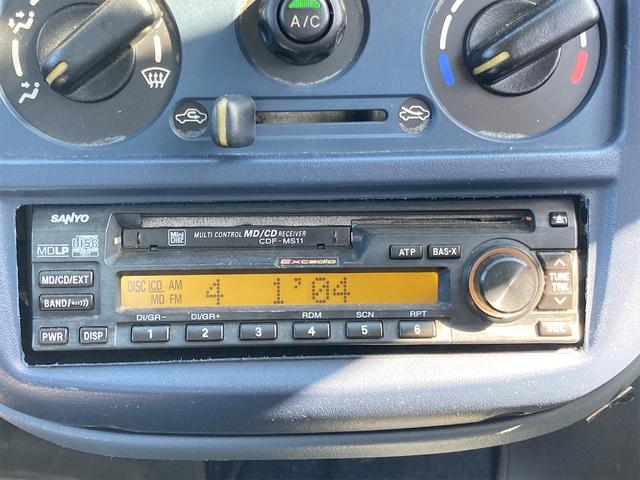 A/C
SANYO
Mini Disc MULTI CONTROL MD/CD RECEIVER
CDF-MS11
MDLP COMPACT disc
ATP BAS-X
Excedio
MD/CD/EXT
BAND/
DISC CD AM
MD FM
4 1'04
TUNE
TRK
SEL
DI/GR- DI/GR+ RDM SCN RPT
PWR DISP 1 2 3 4 5 6